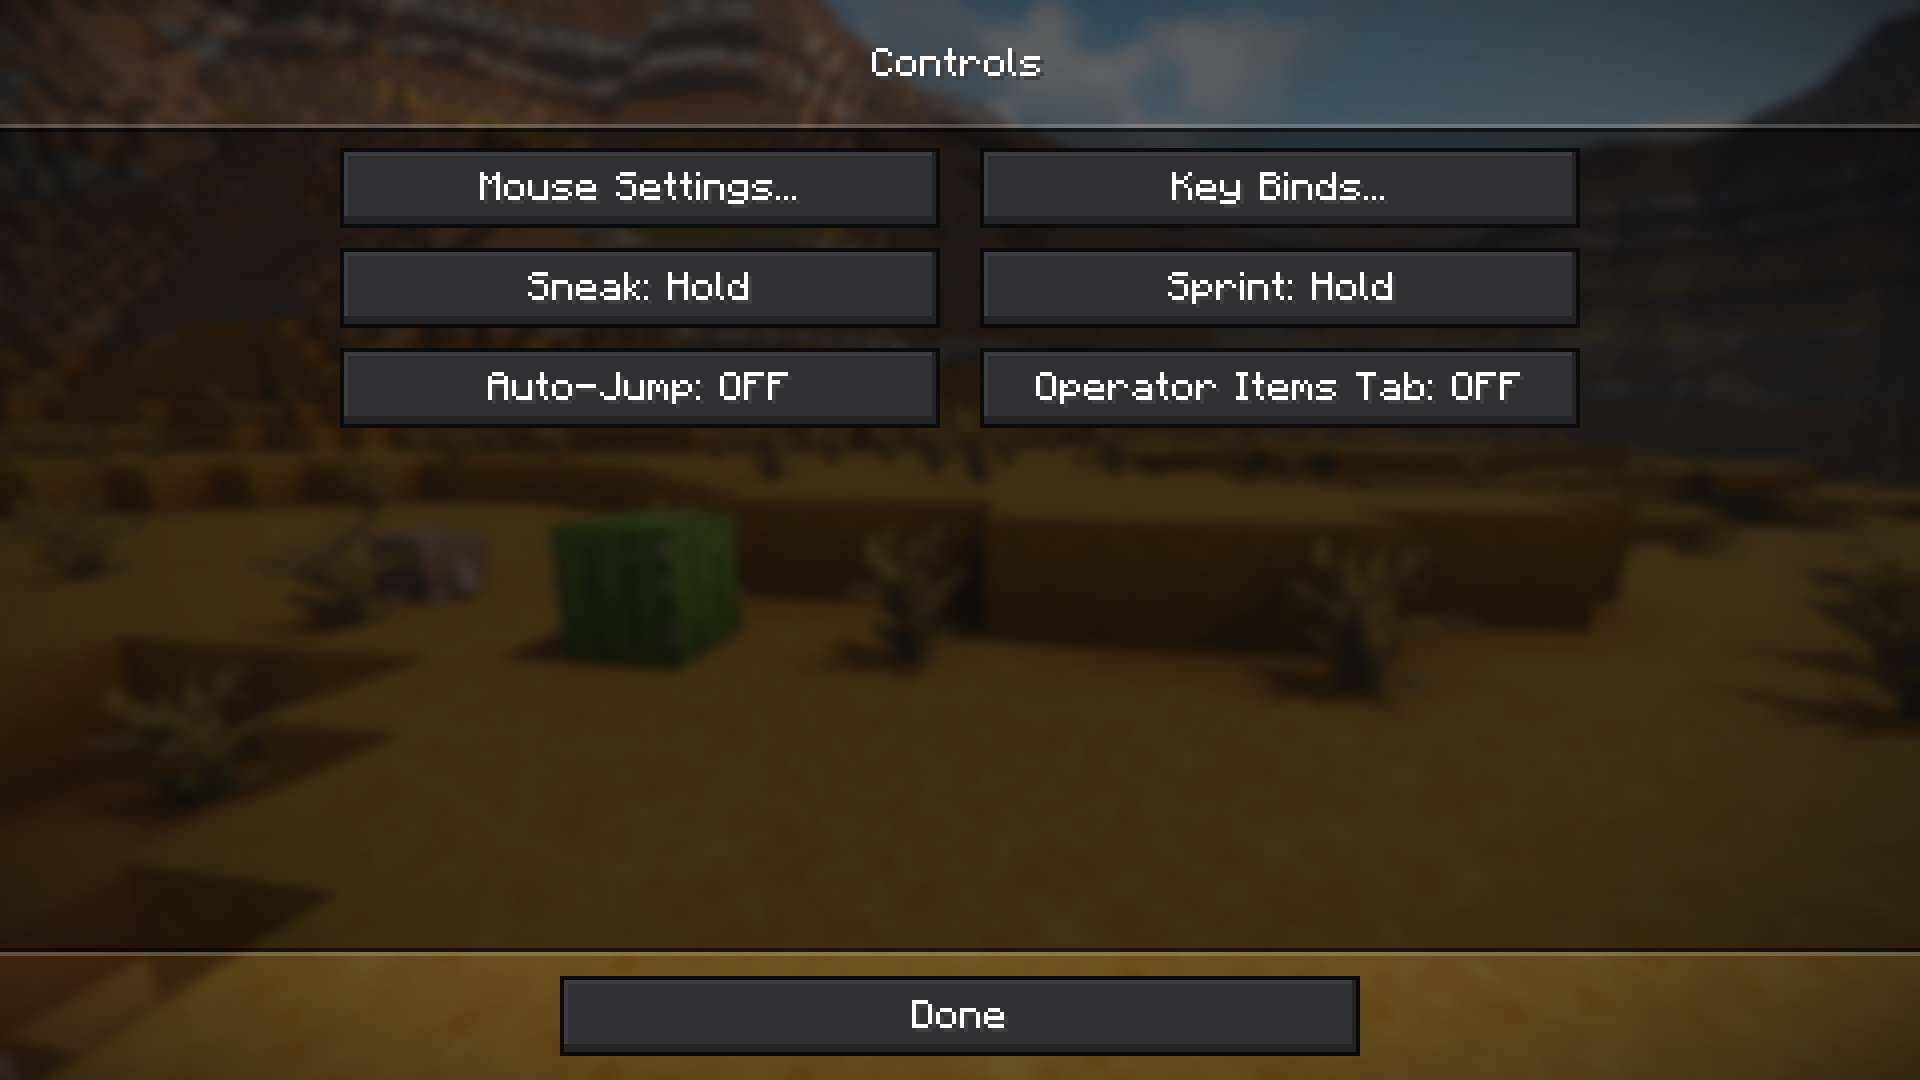 Controls
Mouse Settings...
Key Binds...
Sneak: Hold
Sprint: Hold
Auto-Jump: OFF
Operator Items Tab: OFF
Done